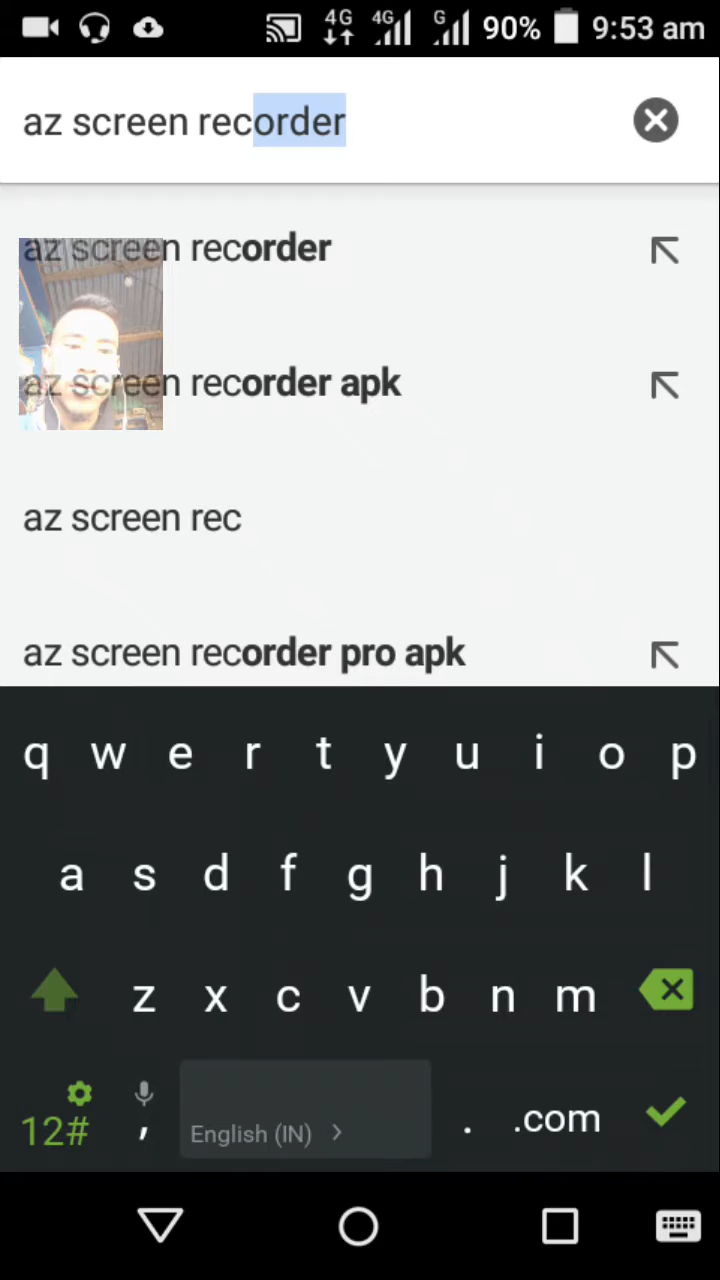 4G 4G G 90% 9:53 am
az screen recorder
az screen recorder
az screen recorder apk
az screen rec
az screen recorder pro apk
q w e r t y u i o p
a s d f g h j k l
z x c v b n m
12# , English (IN) . .com